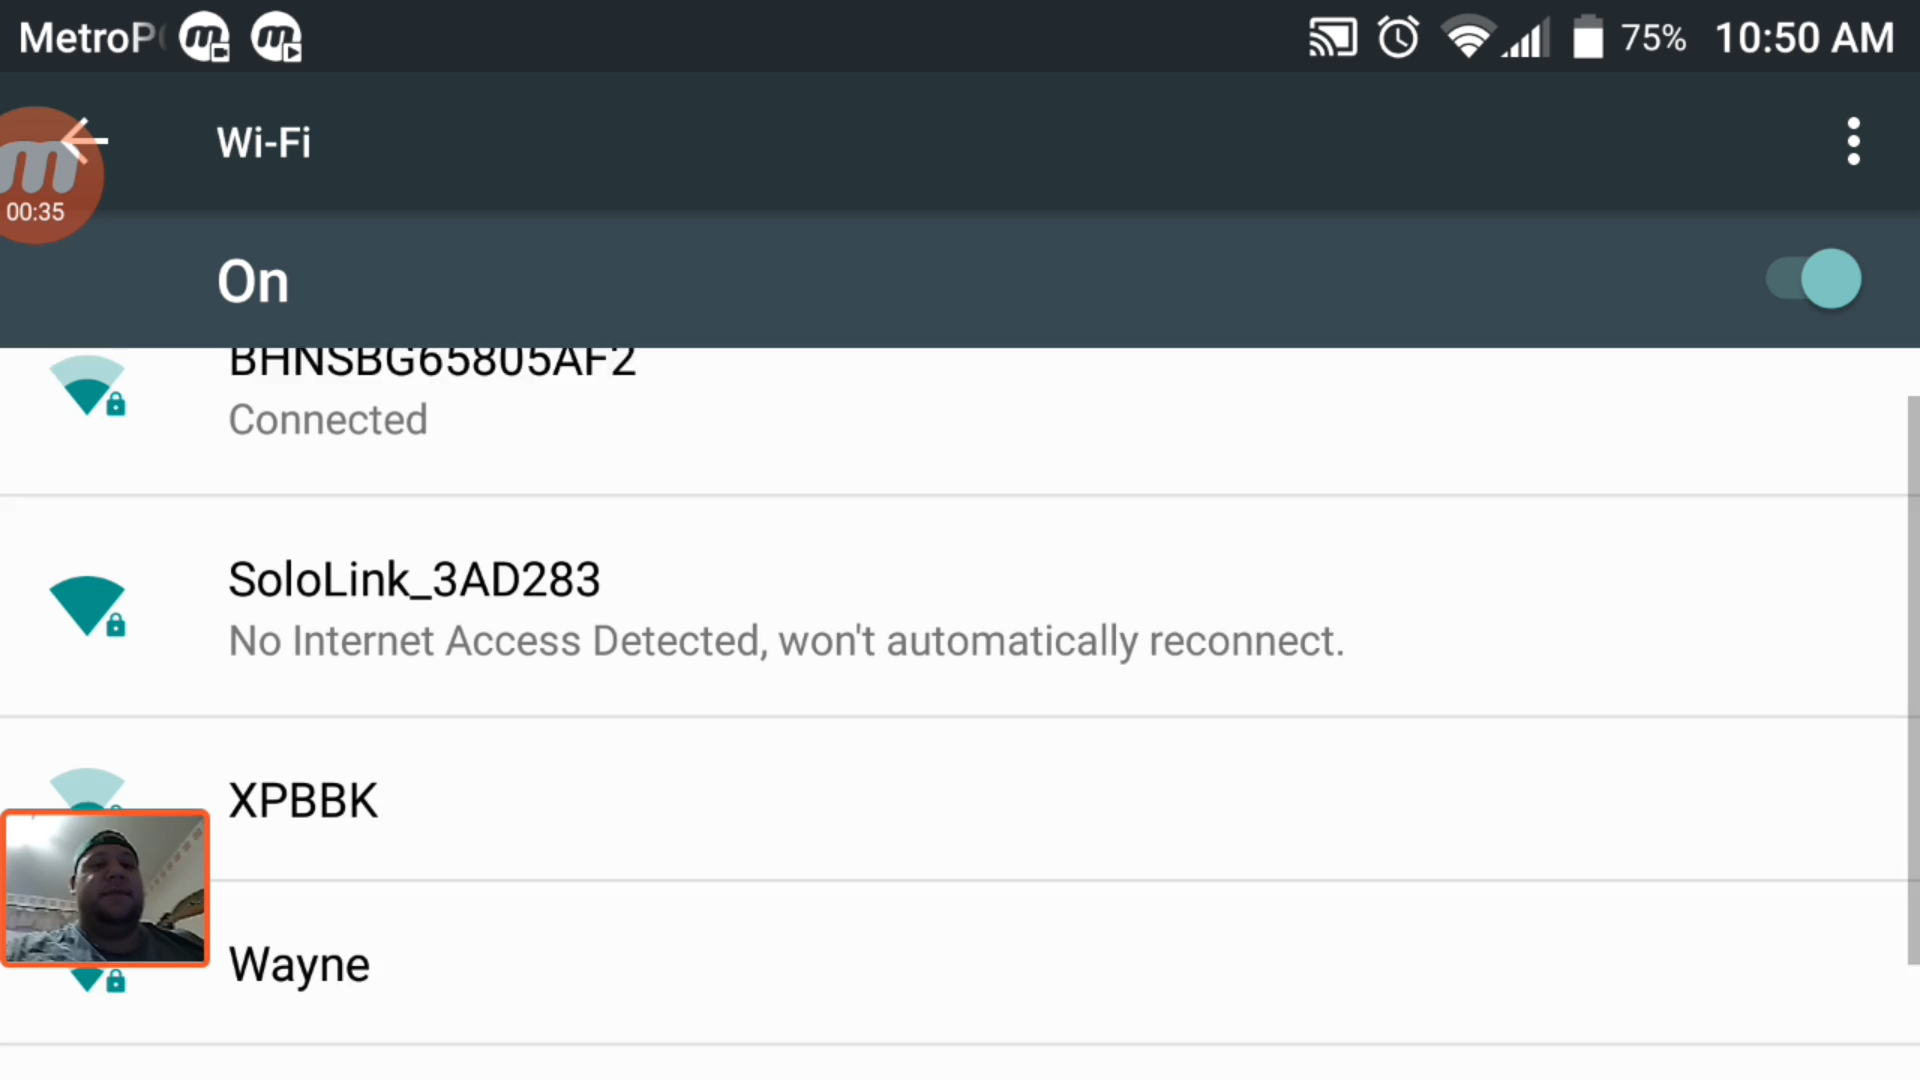 MetroP
75% 10:50 AM
Wi-Fi
00:35
On
BHNSBG65805AF2
Connected
SoloLink_3AD283
No Internet Access Detected, won't automatically reconnect.
XPBBK
Wayne